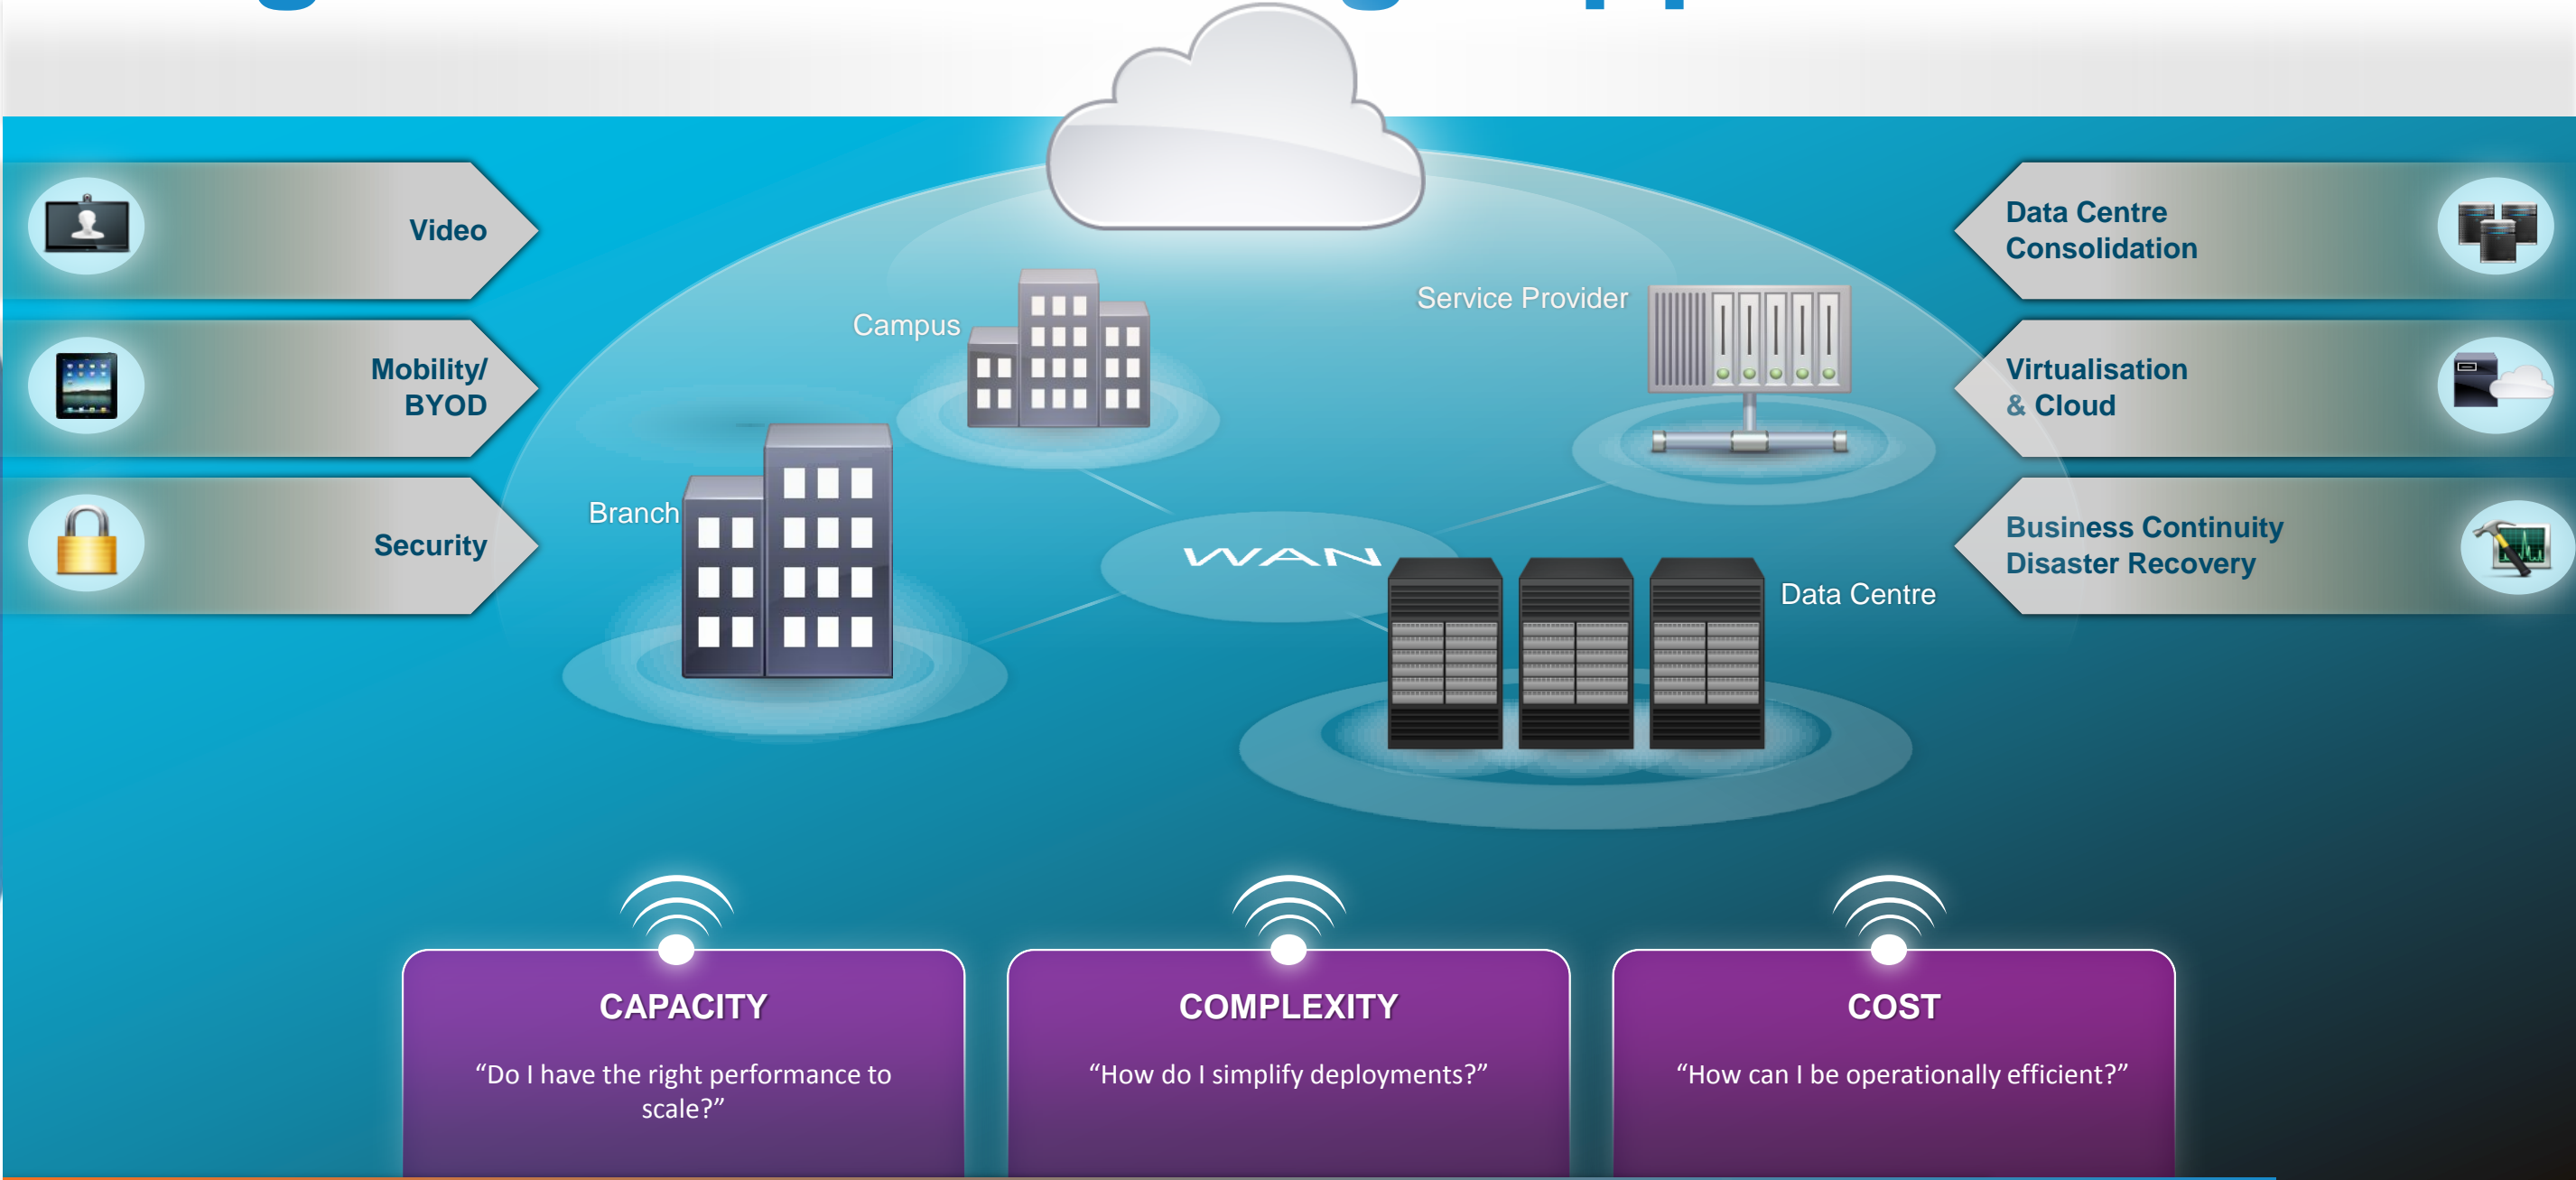 Video
Mobility/
BYOD
Security
Campus
Branch
Service Provider
WAN
Data Centre
Data Centre
Consolidation
Virtualisation
& Cloud
Business Continuity
Disaster Recovery
CAPACITY
“Do I have the right performance to
scale?”
COMPLEXITY
“How do I simplify deployments?”
COST
“How can I be operationally efficient?”